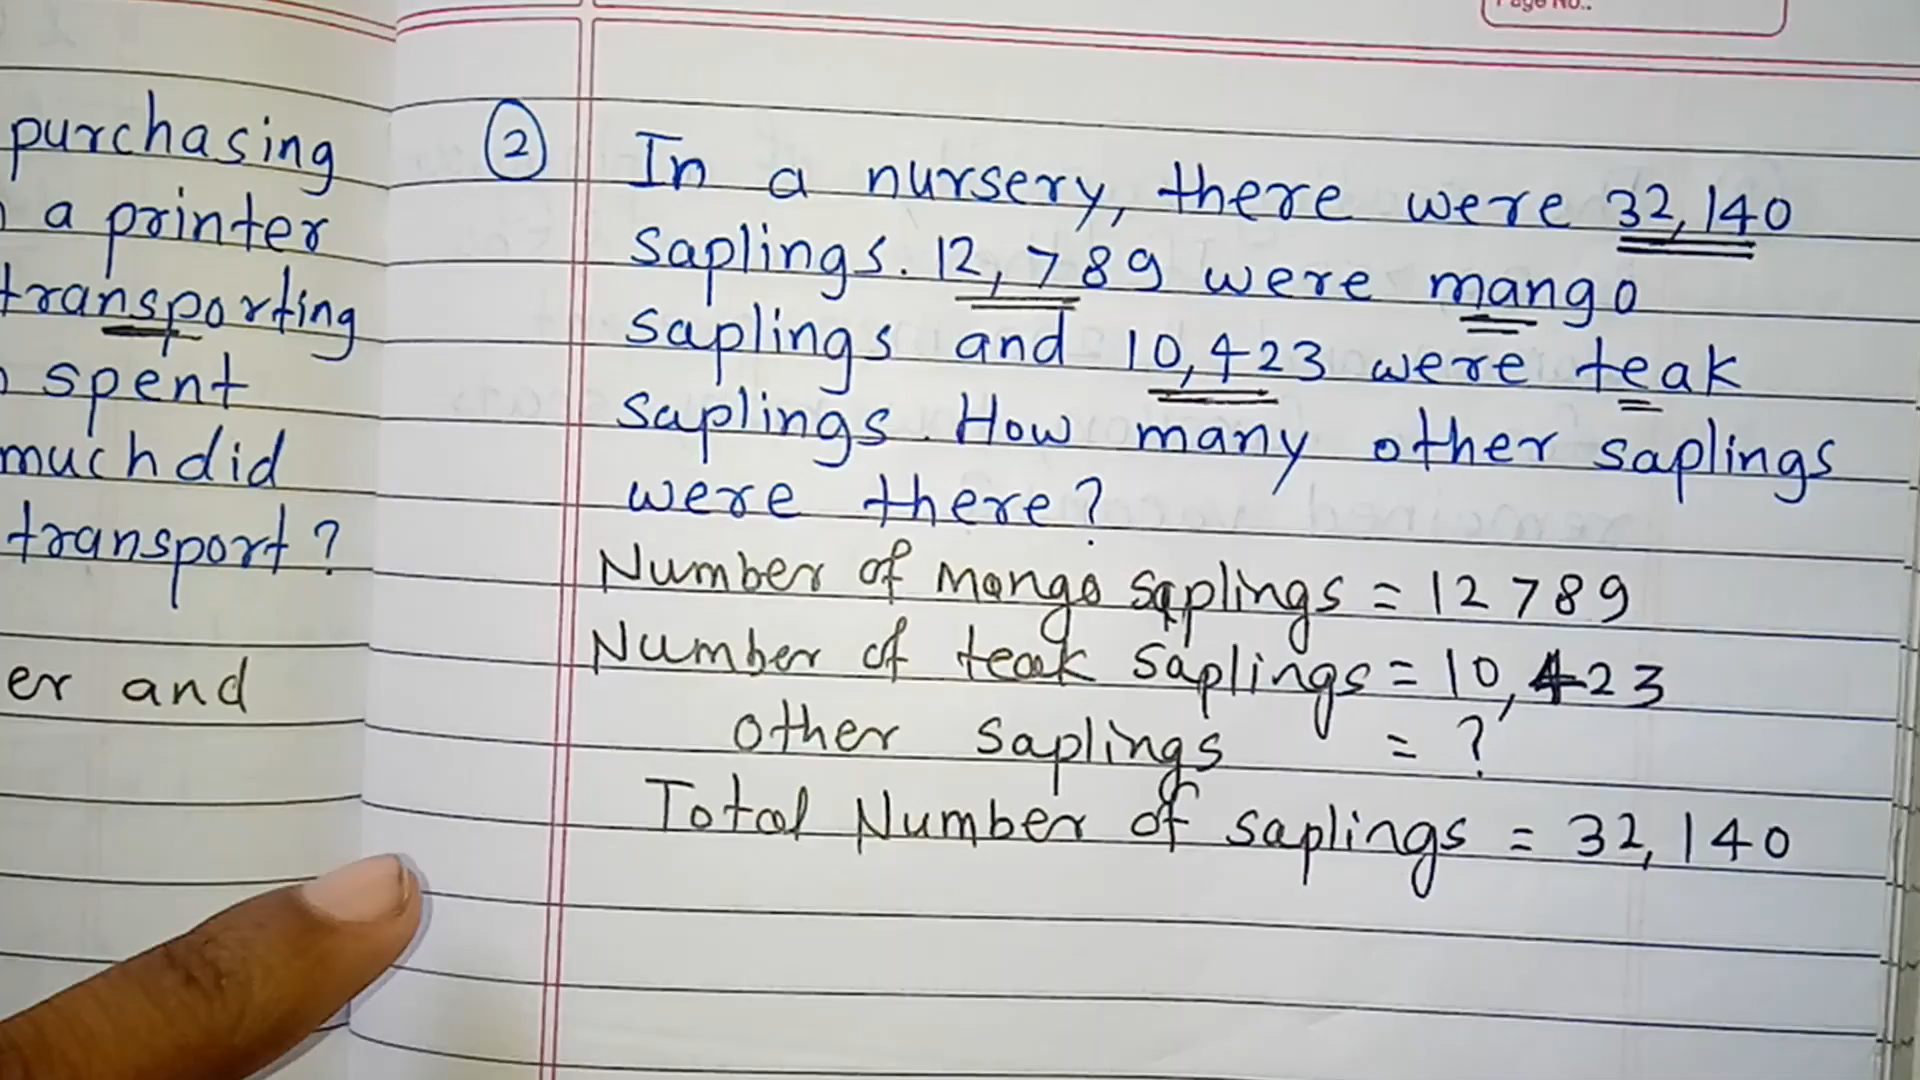 Page No.:
purchasing
a printer
transporting
spent
much did
transport?
er and
2 In a nursery, there were 32,140
saplings. 12,789 were mango
saplings and 10,423 were teak
saplings. How many other saplings
were there?
Number of mango saplings = 12 789
Number of teak saplings = 10,423
other saplings = ?
Total Number of saplings = 32,140